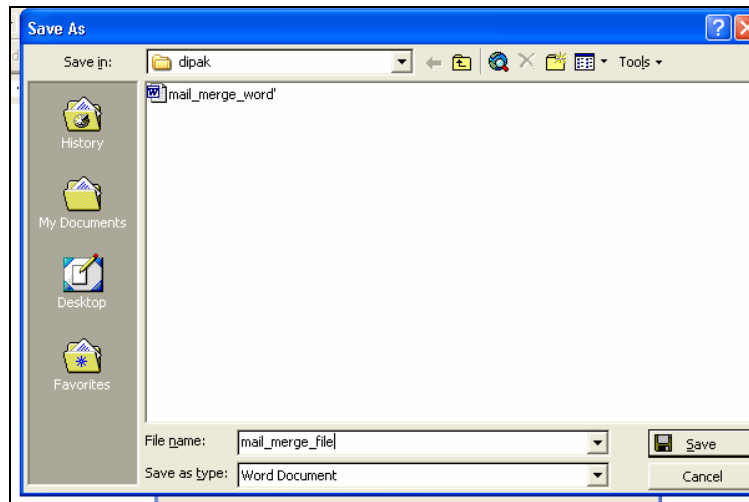 Save As
Save in: dipak Tools
mail_merge_word'
History
My Documents
Desktop
Favorites
File name: mail_merge_file Save
Save as type: Word Document Cancel